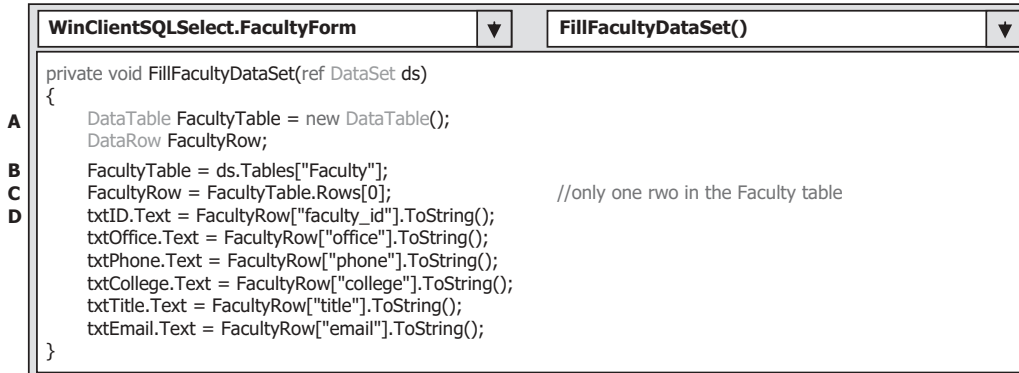 WinClientSQLSelect.FacultyForm FillFacultyDataSet()
private void FillFacultyDataSet(ref DataSet ds)
{
A DataTable FacultyTable = new DataTable();
DataRow FacultyRow;
B FacultyTable = ds.Tables["Faculty"];
C FacultyRow = FacultyTable.Rows[0]; //only one rwo in the Faculty table
D txtID.Text = FacultyRow["faculty_id"].ToString();
txtOffice.Text = FacultyRow["office"].ToString();
txtPhone.Text = FacultyRow["phone"].ToString();
txtCollege.Text = FacultyRow["college"].ToString();
txtTitle.Text = FacultyRow["title"].ToString();
txtEmail.Text = FacultyRow["email"].ToString();
}